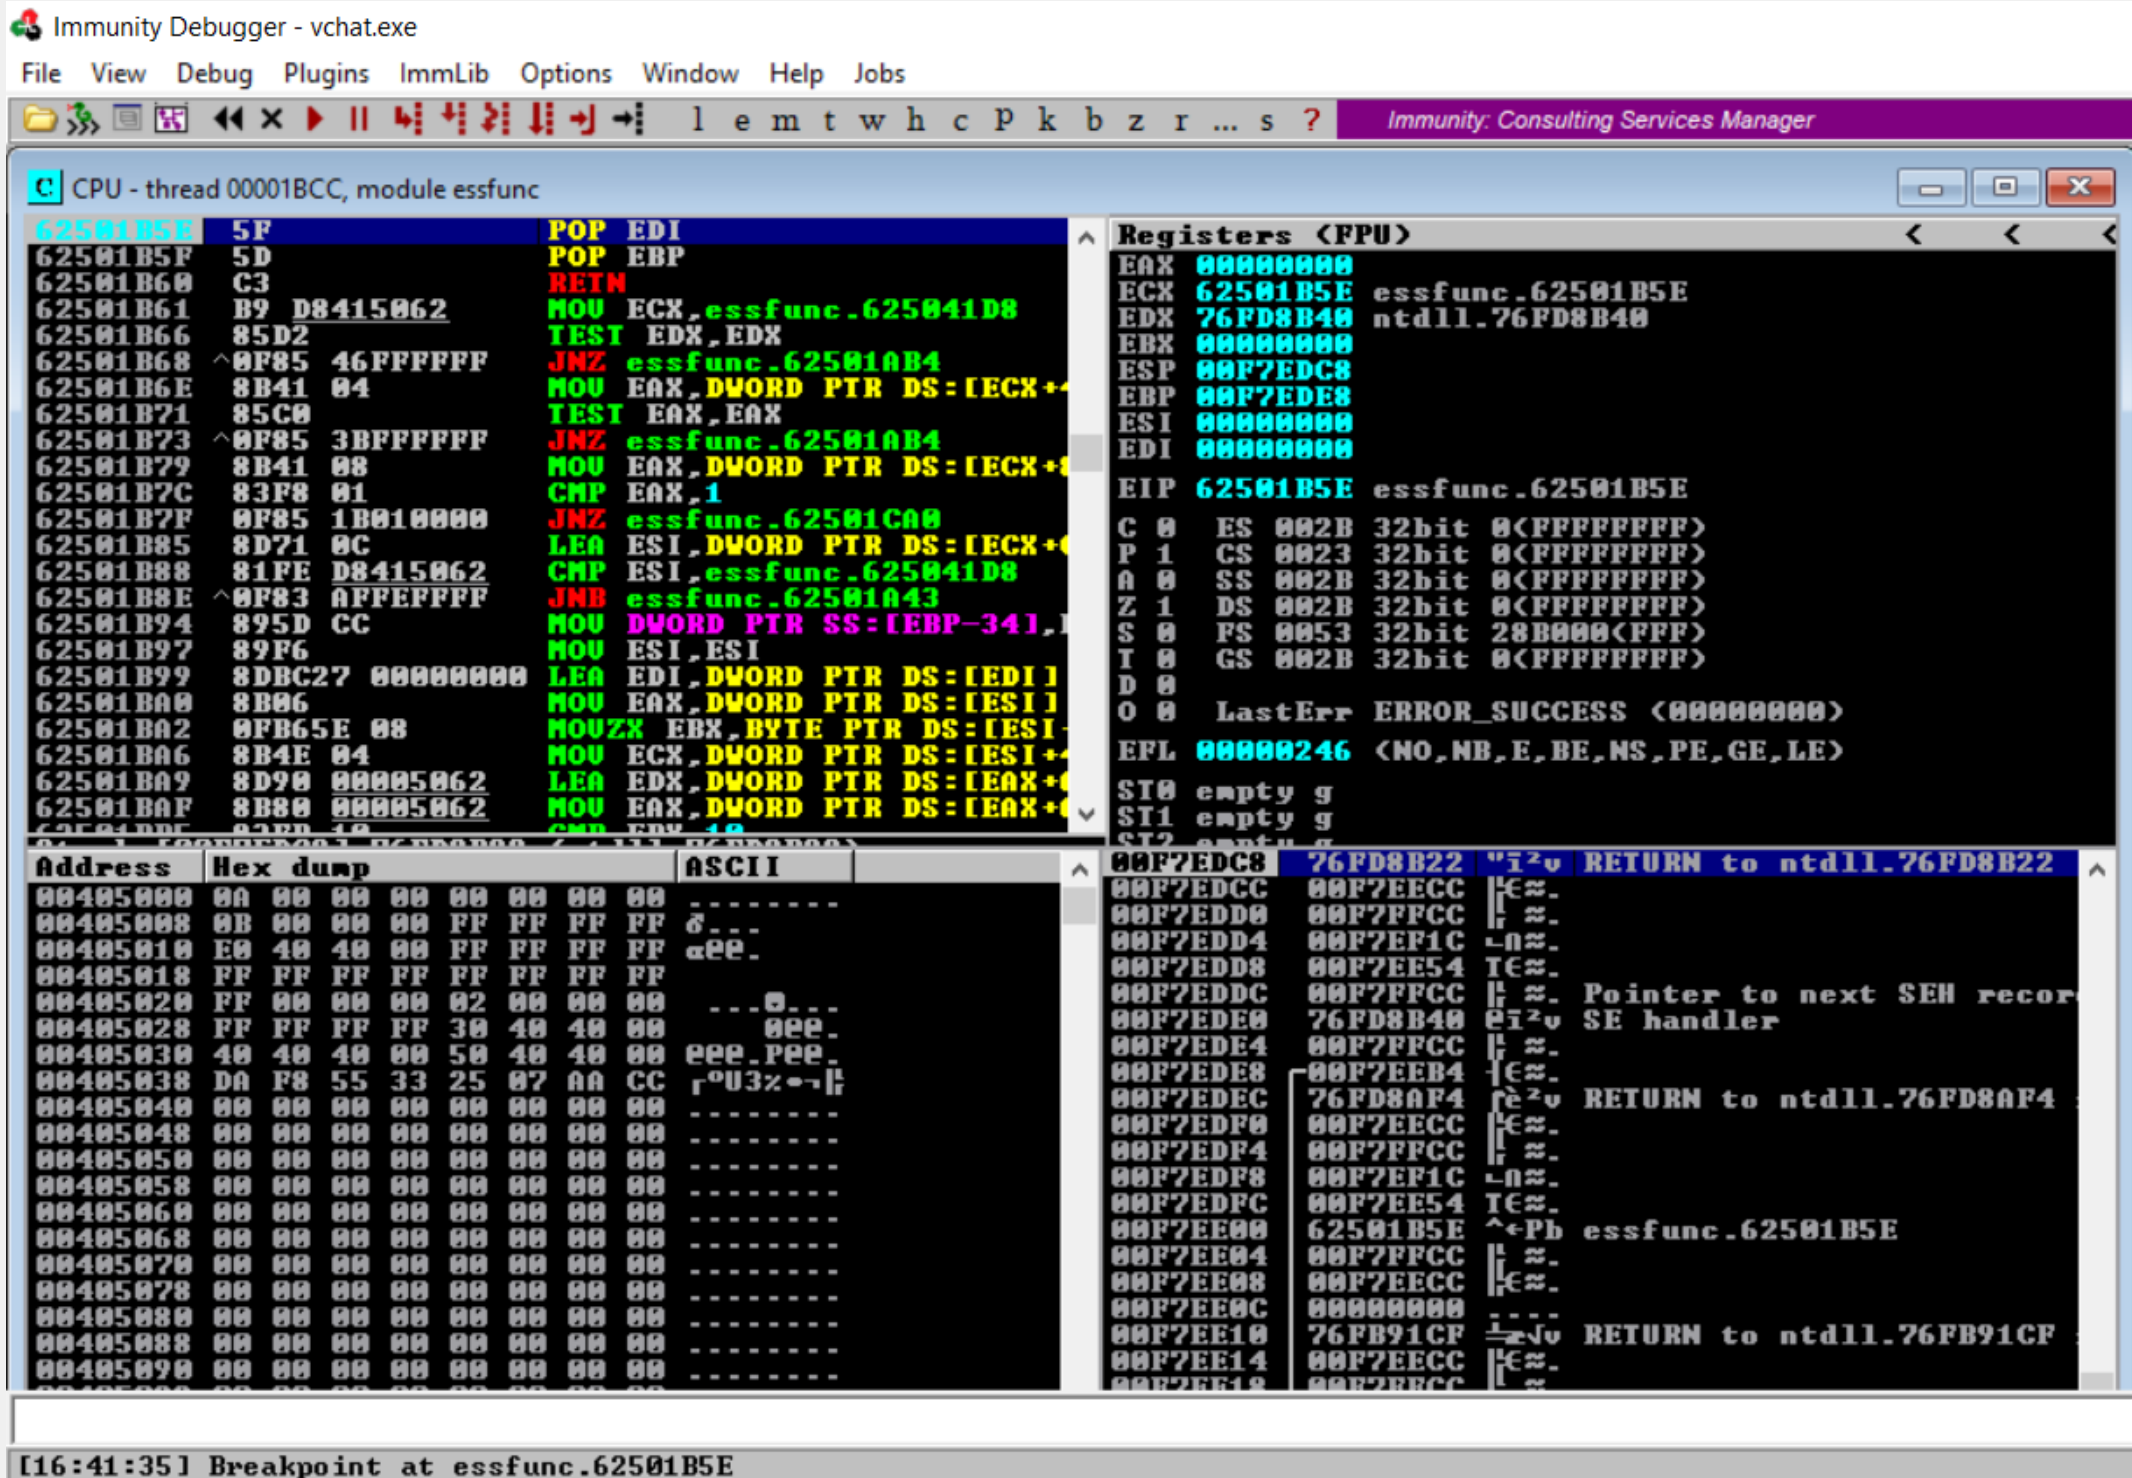 Immunity Debugger - vchat.exe
File View Debug Plugins ImmLib Options Window Help Jobs
l e m t w h c P k b z r ... s ? Immunity: Consulting Services Manager
C CPU - thread 00001BCC, module essfunc
62501B5E 5F POP EDI
62501B5F 5D POP EBP
62501B60 C3 RETN
62501B61 B9 D8415062 MOV ECX,essfunc.625041D8
62501B66 85D2 TEST EDX,EDX
62501B68 ^0F85 46FFFFFF JNZ essfunc.62501AB4
62501B6E 8B41 04 MOV EAX,DWORD PTR DS:[ECX+4
62501B71 85C0 TEST EAX,EAX
62501B73 ^0F85 3BFFFFFF JNZ essfunc.62501AB4
62501B79 8B41 08 MOV EAX,DWORD PTR DS:[ECX+8
62501B7C 83F8 01 CMP EAX,1
62501B7F 0F85 1B010000 JNZ essfunc.62501CA0
62501B85 8D71 0C LEA ESI,DWORD PTR DS:[ECX+
62501B88 81FE D8415062 CMP ESI,essfunc.625041D8
62501B8E ^0F83 AFFEFFFF JNB essfunc.62501A43
62501B94 895D CC MOV DWORD PTR SS:[EBP-34],
62501B97 89F6 MOV ESI,ESI
62501B99 8DBC27 00000000 LEA EDI,DWORD PTR DS:[EDI]
62501BA0 8B06 MOV EAX,DWORD PTR DS:[ESI]
62501BA2 0FB65E 08 MOVZX EBX,BYTE PTR DS:[ESI
62501BA6 8B4E 04 MOV ECX,DWORD PTR DS:[ESI+4
62501BA9 8D90 00005062 LEA EDX,DWORD PTR DS:[EAX+
62501BAF 8B80 00005062 MOV EAX,DWORD PTR DS:[EAX+
Registers (FPU) < < <
EAX 00000000
ECX 62501B5E essfunc.62501B5E
EDX 76FD8B40 ntdll.76FD8B40
EBX 00000000
ESP 00F7EDC8
EBP 00F7EDE8
ESI 00000000
EDI 00000000
EIP 62501B5E essfunc.62501B5E
C 0 ES 002B 32bit 0(FFFFFFFF)
P 1 CS 0023 32bit 0(FFFFFFFF)
A 0 SS 002B 32bit 0(FFFFFFFF)
Z 1 DS 002B 32bit 0(FFFFFFFF)
S 0 FS 0053 32bit 28B000(FFF)
T 0 GS 002B 32bit 0(FFFFFFFF)
D 0
O 0 LastErr ERROR_SUCCESS (00000000)
EFL 00000246 (NO,NB,E,BE,NS,PE,GE,LE)
ST0 empty g
ST1 empty g
ST2 empty g
Address Hex dump ASCII
00405000 0A 00 00 00 00 00 00 00 ........
00405008 0B 00 00 00 FF FF FF FF ♂...
00405010 E0 40 40 00 FF FF FF FF α@@.
00405018 FF FF FF FF FF FF FF FF
00405020 FF 00 00 00 02 00 00 00 ...☻...
00405028 FF FF FF FF 30 40 40 00 0@@.
00405030 40 40 40 00 50 40 40 00 @@@.P@@.
00405038 DA F8 55 33 25 07 AA CC ┌°U3%•¬╠
00405040 00 00 00 00 00 00 00 00 ........
00405048 00 00 00 00 00 00 00 00 ........
00405050 00 00 00 00 00 00 00 00 ........
00405058 00 00 00 00 00 00 00 00 ........
00405060 00 00 00 00 00 00 00 00 ........
00405068 00 00 00 00 00 00 00 00 ........
00405070 00 00 00 00 00 00 00 00 ........
00405078 00 00 00 00 00 00 00 00 ........
00405080 00 00 00 00 00 00 00 00 ........
00405088 00 00 00 00 00 00 00 00 ........
00405090 00 00 00 00 00 00 00 00 ........
00F7EDC8 76FD8B22 "ï²v RETURN to ntdll.76FD8B22
00F7EDCC 00F7EECC ╠∈≈.
00F7EDD0 00F7FFCC ╠ ≈.
00F7EDD4 00F7EF1C ∟∩≈.
00F7EDD8 00F7EE54 T∈≈.
00F7EDDC 00F7FFCC ╠ ≈. Pointer to next SEH recor
00F7EDE0 76FD8B40 @ï²v SE handler
00F7EDE4 00F7FFCC ╠ ≈.
00F7EDE8 00F7EEB4 ┤∈≈.
00F7EDEC 76FD8AF4 ⌠è²v RETURN to ntdll.76FD8AF4
00F7EDF0 00F7EECC ╠∈≈.
00F7EDF4 00F7FFCC ╠ ≈.
00F7EDF8 00F7EF1C ∟∩≈.
00F7EDFC 00F7EE54 T∈≈.
00F7EE00 62501B5E ^←Pb essfunc.62501B5E
00F7EE04 00F7FFCC ╠ ≈.
00F7EE08 00F7EECC ╠∈≈.
00F7EE0C 00000000 ....
00F7EE10 76FB91CF ╧æ√v RETURN to ntdll.76FB91CF
00F7EE14 00F7EECC ╠∈≈.
[16:41:35] Breakpoint at essfunc.62501B5E